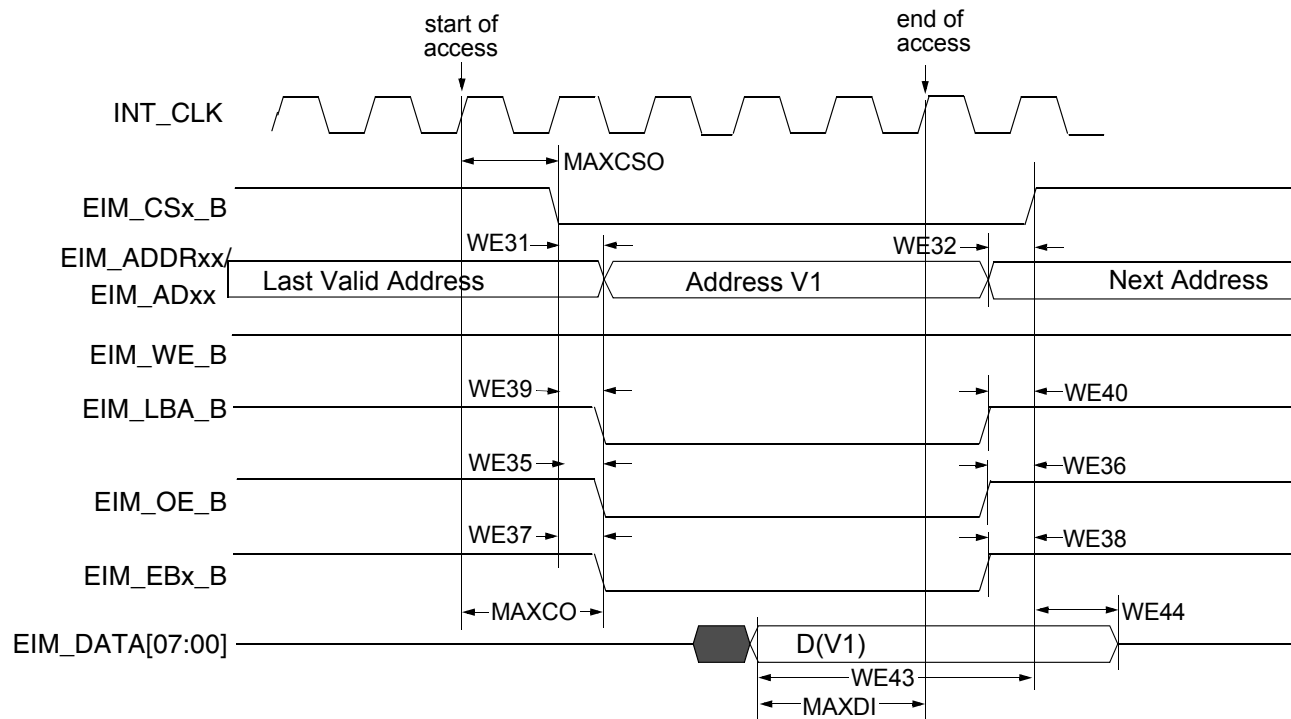 start of
access
end of
access
INT_CLK
MAXCSO
EIM_CSx_B
WE31
WE32
EIM_ADDRxx/
EIM_ADxx
Last Valid Address
Address V1
Next Address
EIM_WE_B
WE39
WE40
EIM_LBA_B
WE35
WE36
EIM_OE_B
WE37
WE38
EIM_EBx_B
MAXCO
WE44
EIM_DATA[07:00]
D(V1)
WE43
MAXDI